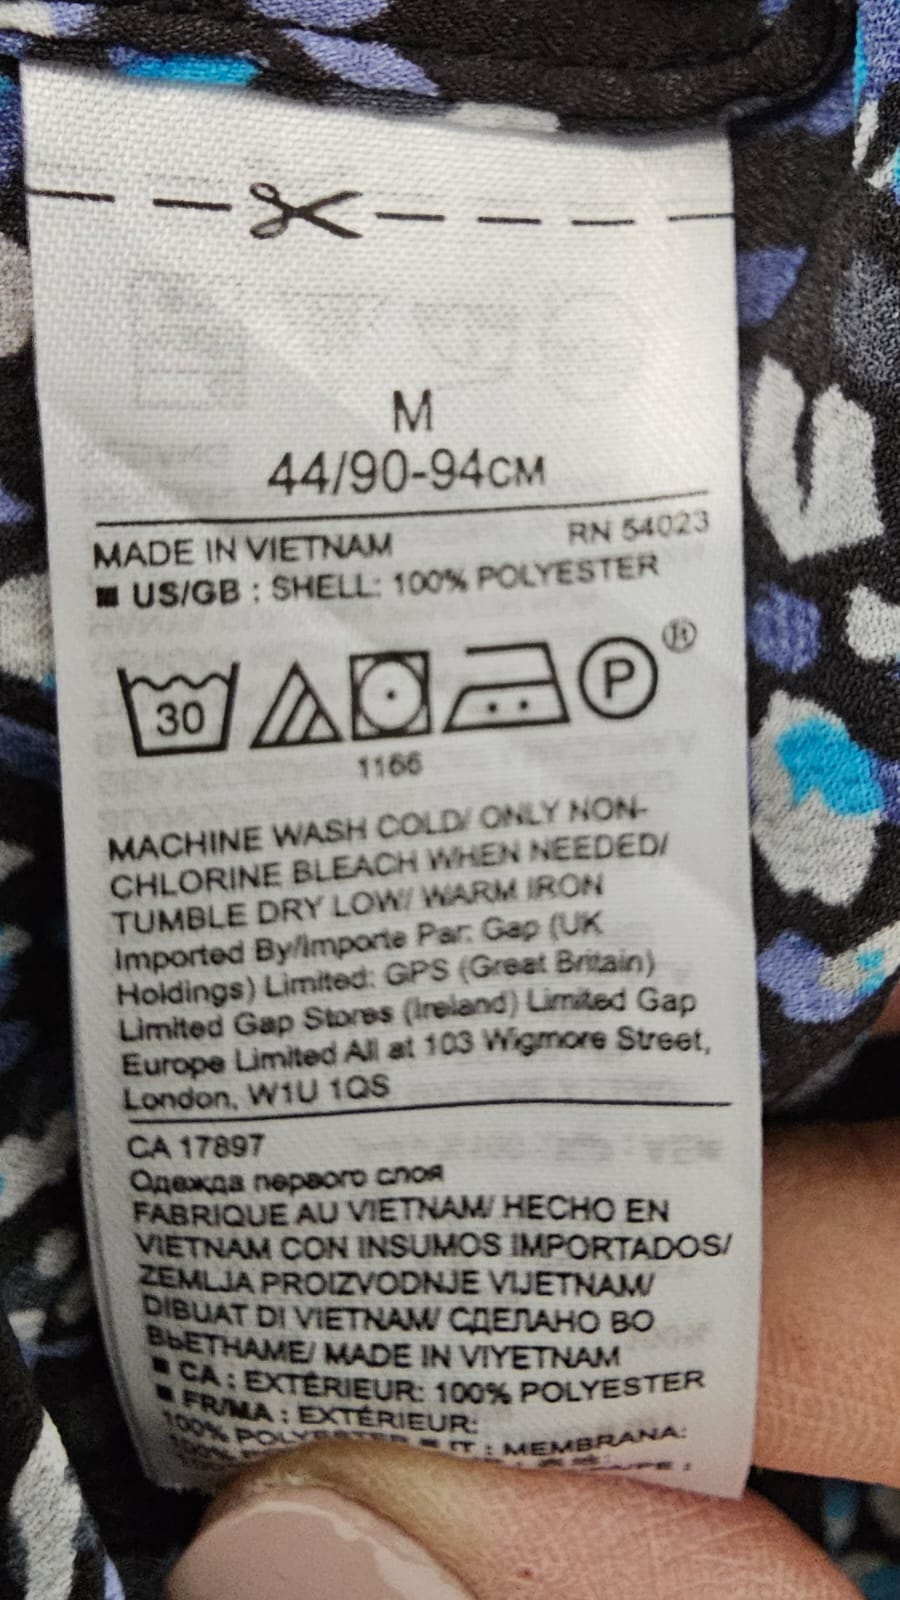 M
44/90-94CM
MADE IN VIETNAM RN 54023
US/GB : SHELL: 100% POLYESTER
30 P ®
1166
MACHINE WASH COLD/ ONLY NON-
CHLORINE BLEACH WHEN NEEDED/
TUMBLE DRY LOW/ WARM IRON
Imported By/Importe Par: Gap (UK
Holdings) Limited: GPS (Great Britain)
Limited Gap Stores (Ireland) Limited Gap
Europe Limited All at 103 Wigmore Street,
London, W1U 1QS
CA 17897
Одежда первого слоя
FABRIQUE AU VIETNAM/ HECHO EN
VIETNAM CON INSUMOS IMPORTADOS/
ZEMLJA PROIZVODNJE VIJETNAM/
DIBUAT DI VIETNAM/ СДЕЛАНО ВО
ВЬЕТНАМЕ/ MADE IN VIYETNAM
CA : EXTÉRIEUR: 100% POLYESTER
FR/MA : EXTÉRIEUR:
100% POLYESTER IT : MEMBRANA:
100%